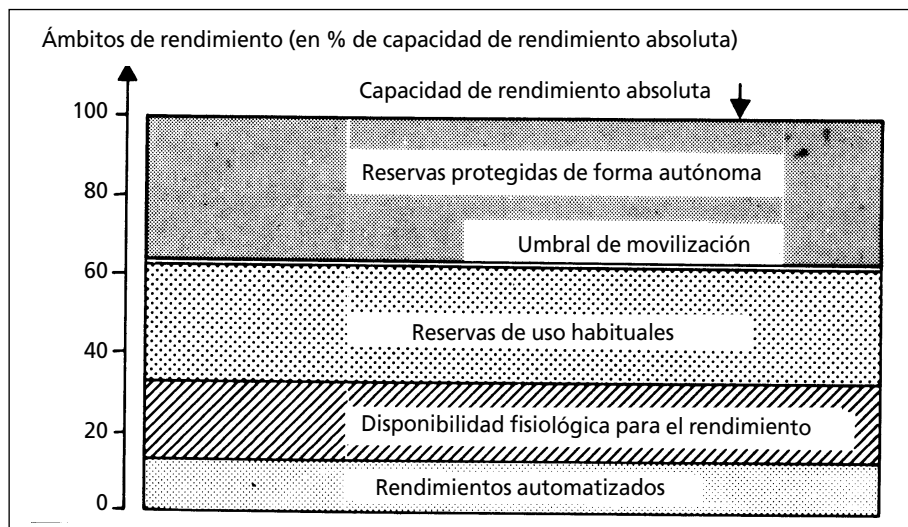 Ámbitos de rendimiento (en % de capacidad de rendimiento absoluta)
Capacidad de rendimiento absoluta
100
Reservas protegidas de forma autónoma
80
Umbral de movilización
60
Reservas de uso habituales
40
Disponibilidad fisiológica para el rendimiento
20
Rendimientos automatizados
0